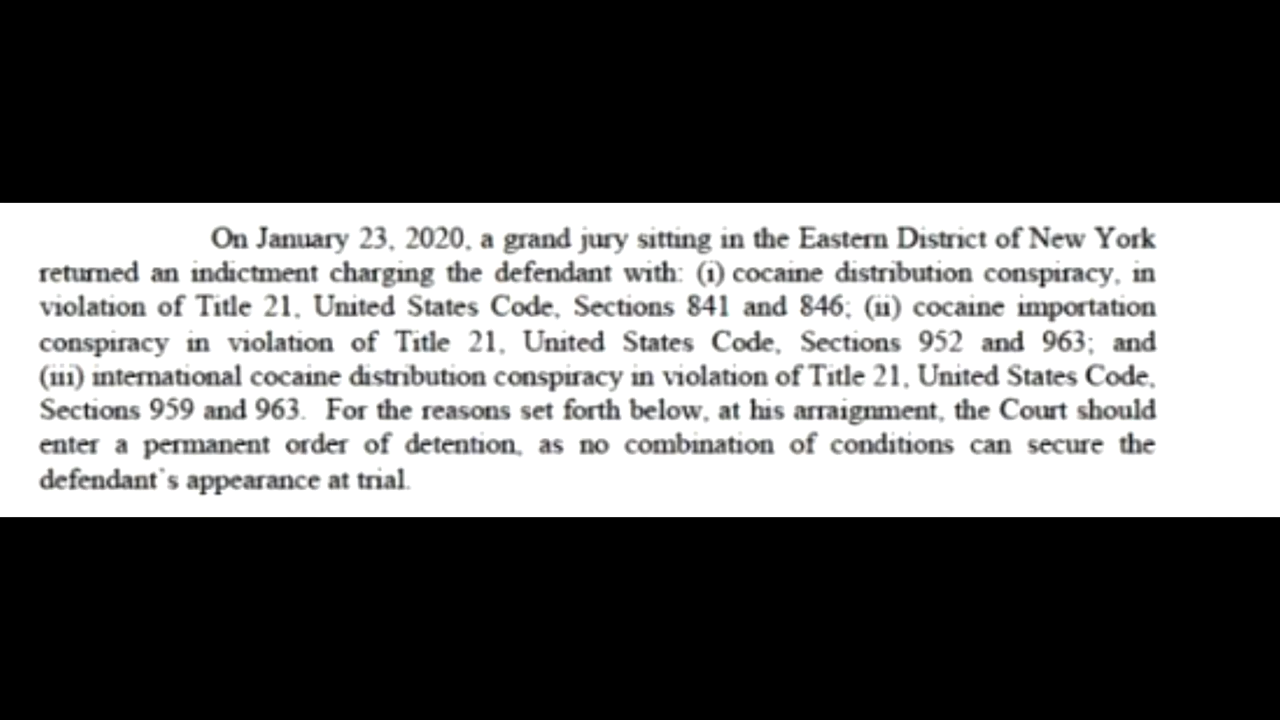 On January 23, 2020, a grand jury sitting in the Eastern District of New York
returned an indictment charging the defendant with: (i) cocaine distribution conspiracy, in
violation of Title 21, United States Code, Sections 841 and 846; (ii) cocaine importation
conspiracy in violation of Title 21, United States Code, Sections 952 and 963; and
(iii) international cocaine distribution conspiracy in violation of Title 21, United States Code,
Sections 959 and 963. For the reasons set forth below, at his arraignment, the Court should
enter a permanent order of detention, as no combination of conditions can secure the
defendant's appearance at trial.